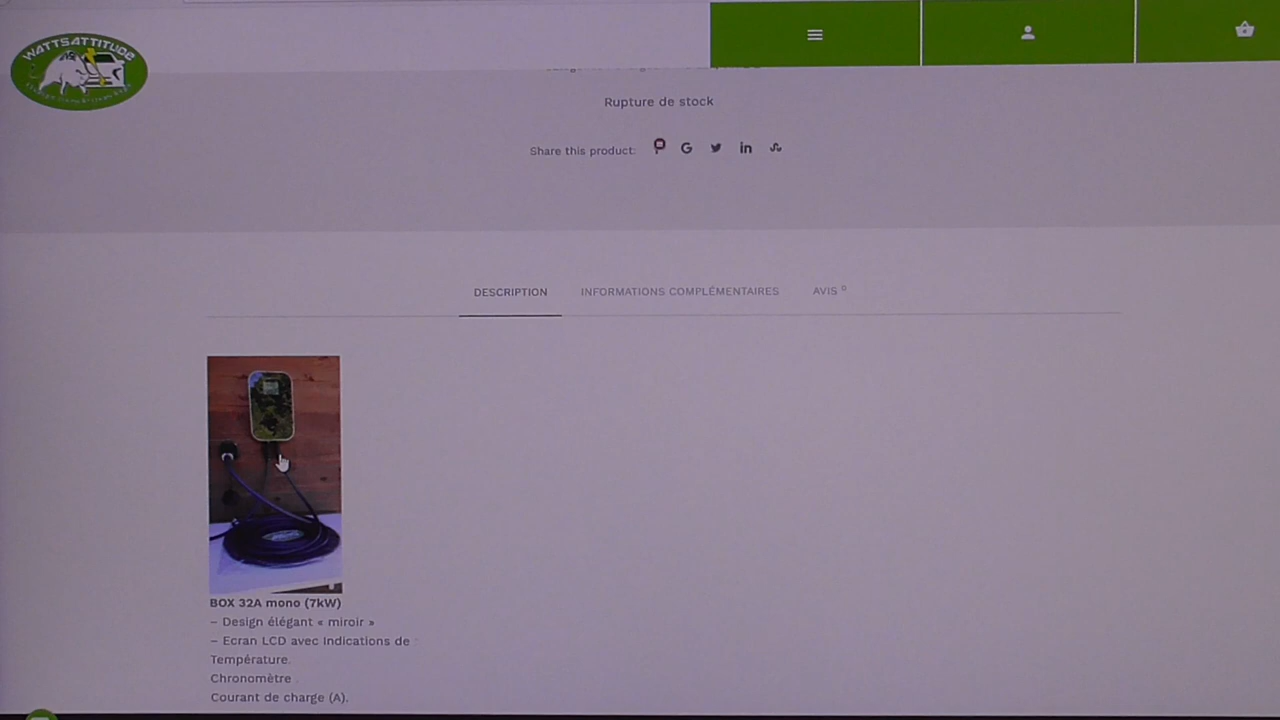 WATTSATTITUDE
Rupture de stock
Share this product:
DESCRIPTION
INFORMATIONS COMPLÉMENTAIRES
AVIS 0
BOX 32A mono (7kW)
– Design élégant « miroir »
– Ecran LCD avec Indications de
Température.
Chronomètre .
Courant de charge (A).